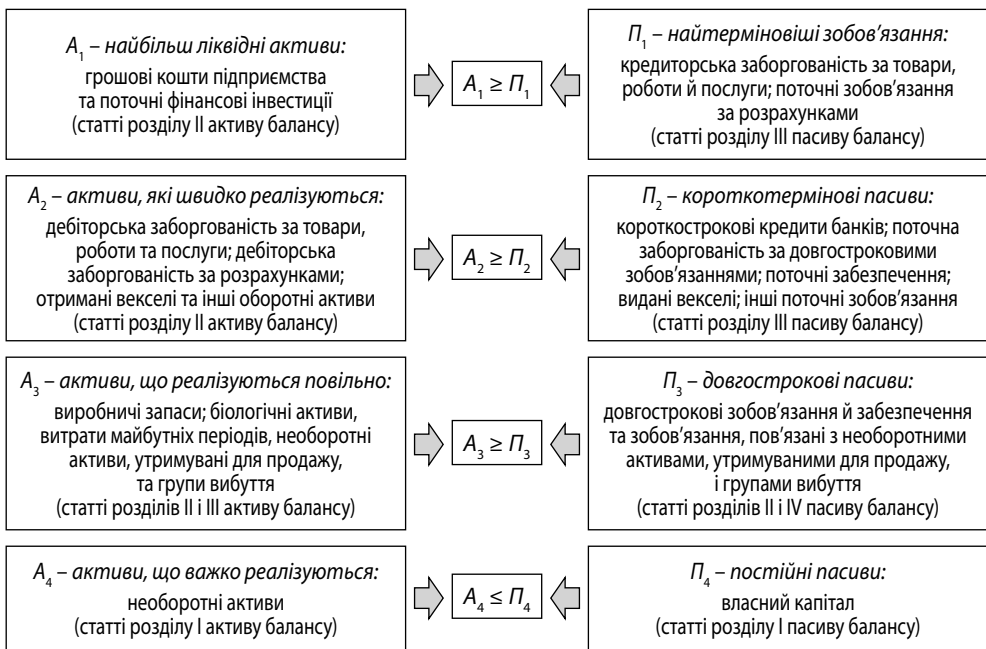 А₁ – найбільш ліквідні активи:
грошові кошти підприємства
та поточні фінансові інвестиції
(статті розділу ІІ активу балансу)
А₁ ≥ П₁
П₁ – найтерміновіші зобов'язання:
кредиторська заборгованість за товари,
роботи й послуги; поточні зобов'язання
за розрахунками
(статті розділу ІІІ пасиву балансу)
А₂ – активи, які швидко реалізуються:
дебіторська заборгованість за товари,
роботи та послуги; дебіторська
заборгованість за розрахунками;
отримані векселі та інші оборотні активи
(статті розділу ІІ активу балансу)
А₂ ≥ П₂
П₂ – короткотермінові пасиви:
короткострокові кредити банків; поточна
заборгованість за довгостроковими
зобов'язаннями; поточні забезпечення;
видані векселі; інші поточні зобов'язання
(статті розділу ІІІ пасиву балансу)
А₃ – активи, що реалізуються повільно:
виробничі запаси; біологічні активи,
витрати майбутніх періодів, необоротні
активи, утримувані для продажу,
та групи вибуття
(статті розділів ІІ і ІІІ активу балансу)
А₃ ≥ П₃
П₃ – довгострокові пасиви:
довгострокові зобов'язання й забезпечення
та зобов'язання, пов'язані з необоротними
активами, утримуваними для продажу,
і групами вибуття
(статті розділів ІІ і IV пасиву балансу)
А₄ – активи, що важко реалізуються:
необоротні активи
(статті розділу І активу балансу)
А₄ ≤ П₄
П₄ – постійні пасиви:
власний капітал
(статті розділу І пасиву балансу)